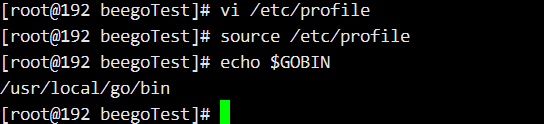 [root@192 beegoTest]# vi /etc/profile
[root@192 beegoTest]# source /etc/profile
[root@192 beegoTest]# echo $GOBIN
/usr/local/go/bin
[root@192 beegoTest]#